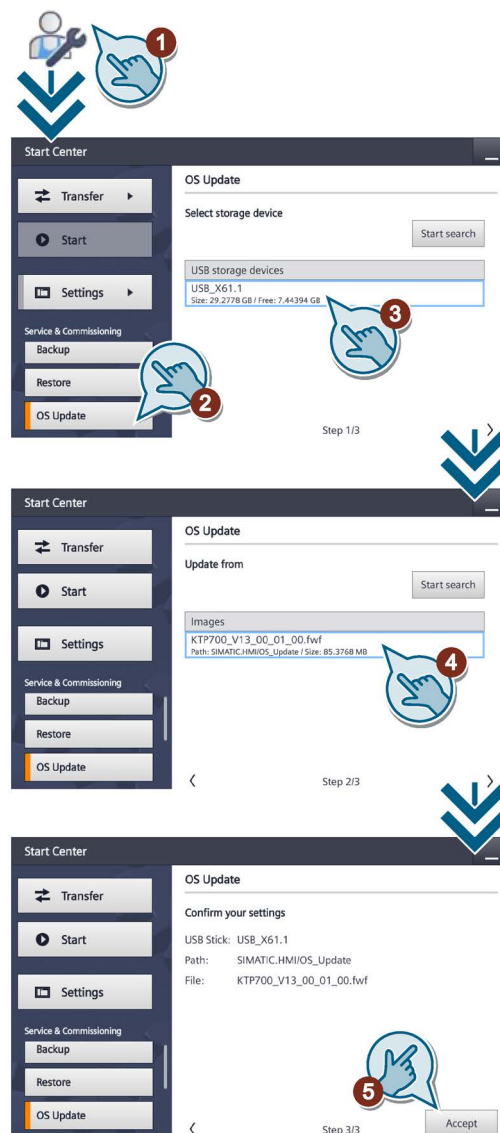 1
Start Center
Transfer
Start
Settings
Service & Commissioning
Backup
Restore
OS Update
2
OS Update
Select storage device
Start search
USB storage devices
USB_X61.1
Size: 29.2778 GB / Free: 7.44394 GB
3
Step 1/3
Start Center
Transfer
Start
Settings
Service & Commissioning
Backup
Restore
OS Update
OS Update
Update from
Start search
Images
KTP700_V13_00_01_00.fwf
Path: SIMATIC.HMI/OS_Update / Size: 85.3768 MB
4
Step 2/3
Start Center
Transfer
Start
Settings
Service & Commissioning
Backup
Restore
OS Update
OS Update
Confirm your settings
USB Stick: USB_X61.1
Path: SIMATIC.HMI/OS_Update
File: KTP700_V13_00_01_00.fwf
5
Step 3/3
Accept